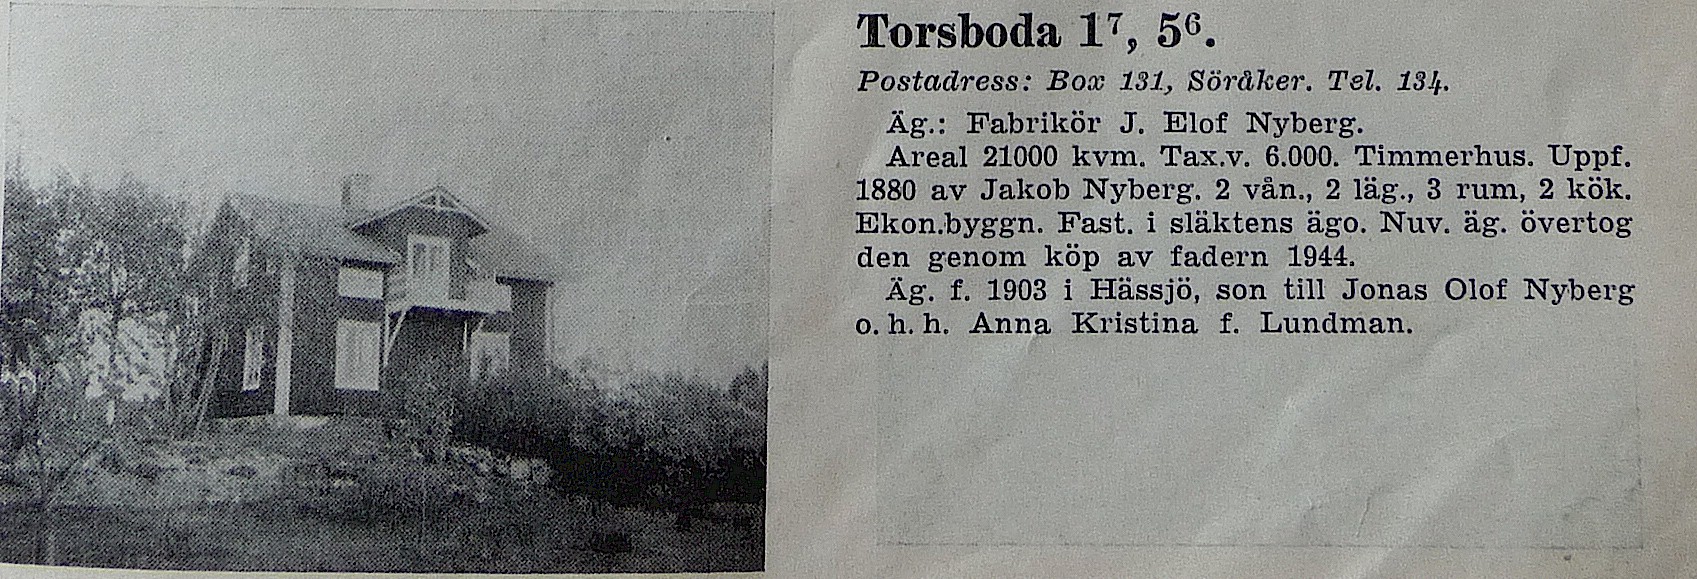 Torsboda 1⁷, 5⁶.
Postadress: Box 131, Söråker. Tel. 134.
Äg.: Fabrikör J. Elof Nyberg.
Areal 21000 kvm. Tax.v. 6.000. Timmerhus. Uppf.
1880 av Jakob Nyberg. 2 vån., 2 läg., 3 rum, 2 kök.
Ekon.byggn. Fast. i släktens ägo. Nuv. äg. övertog
den genom köp av fadern 1944.
Äg. f. 1903 i Hässjö, son till Jonas Olof Nyberg
o. h. h. Anna Kristina f. Lundman.